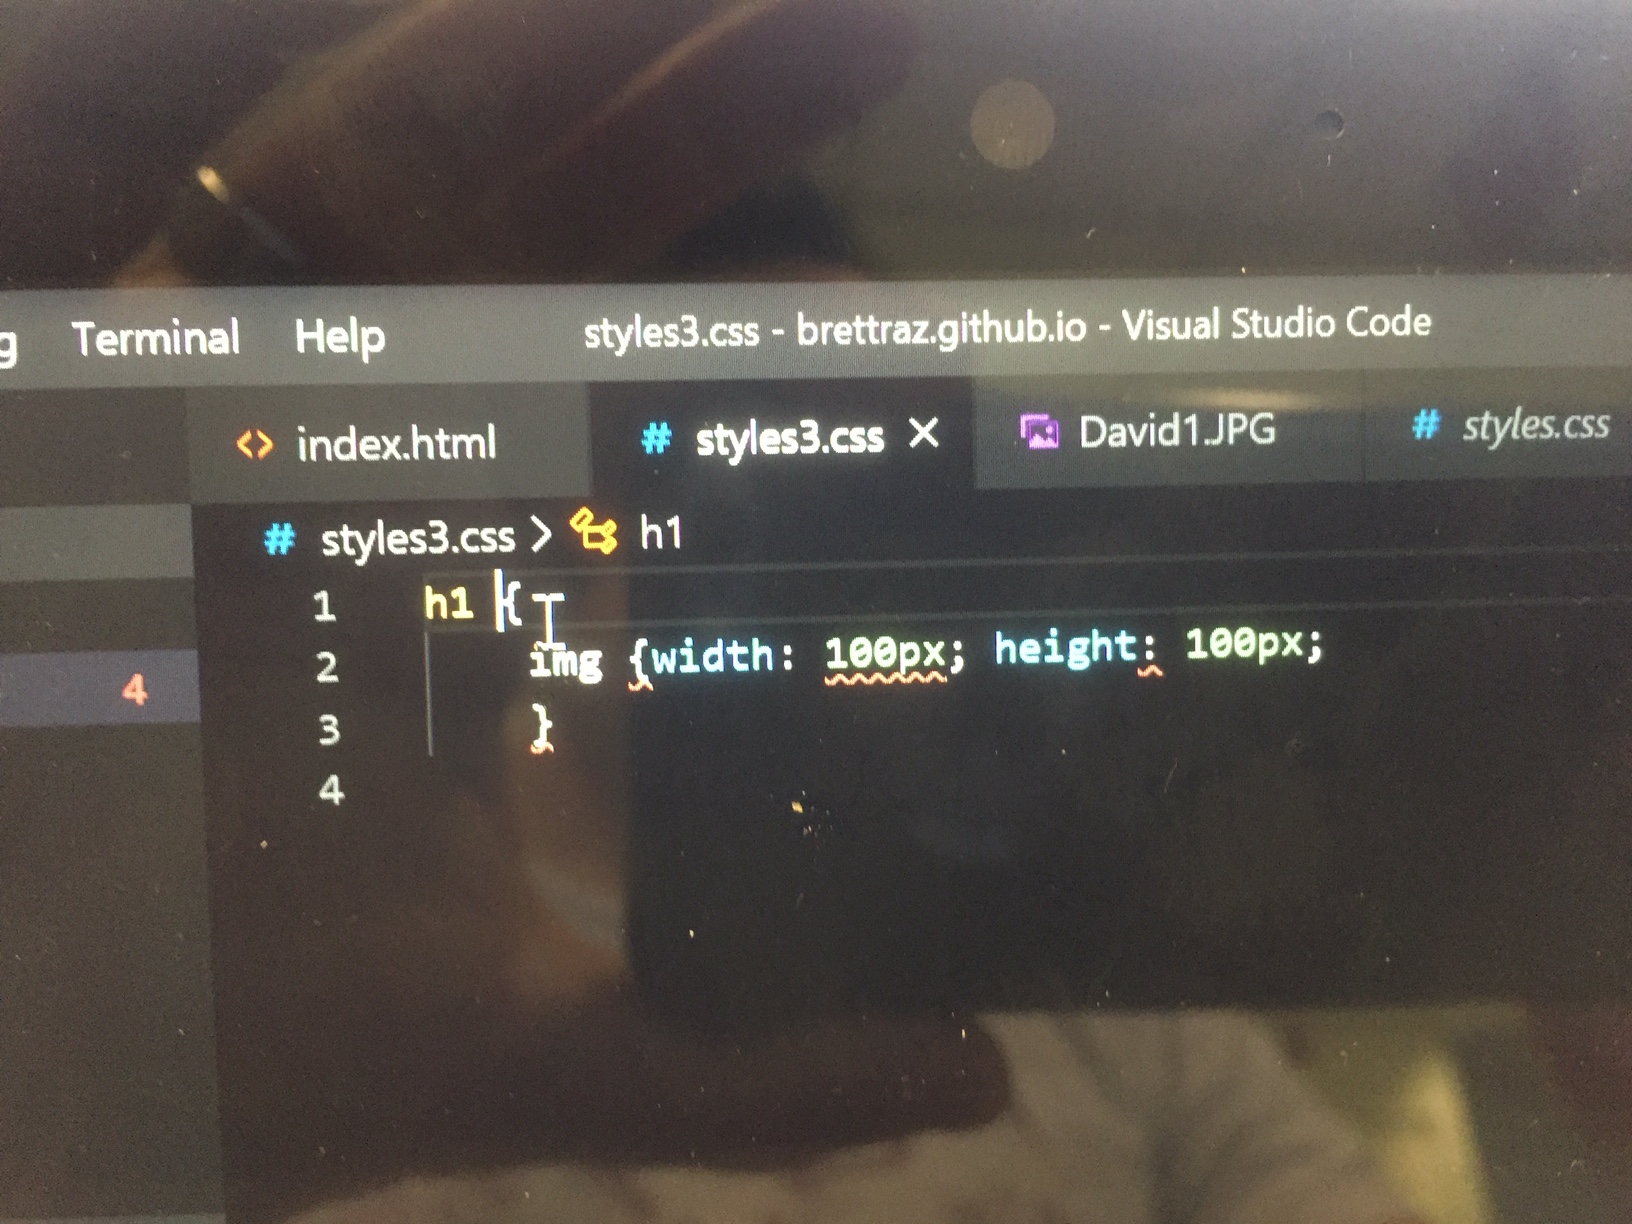 g Terminal Help styles3.css - brettraz.github.io - Visual Studio Code
index.html # styles3.css × David1.JPG # styles.css
# styles3.css > h1
1 h1 {
2 img {width: 100px; height: 100px;
4
3 }
4